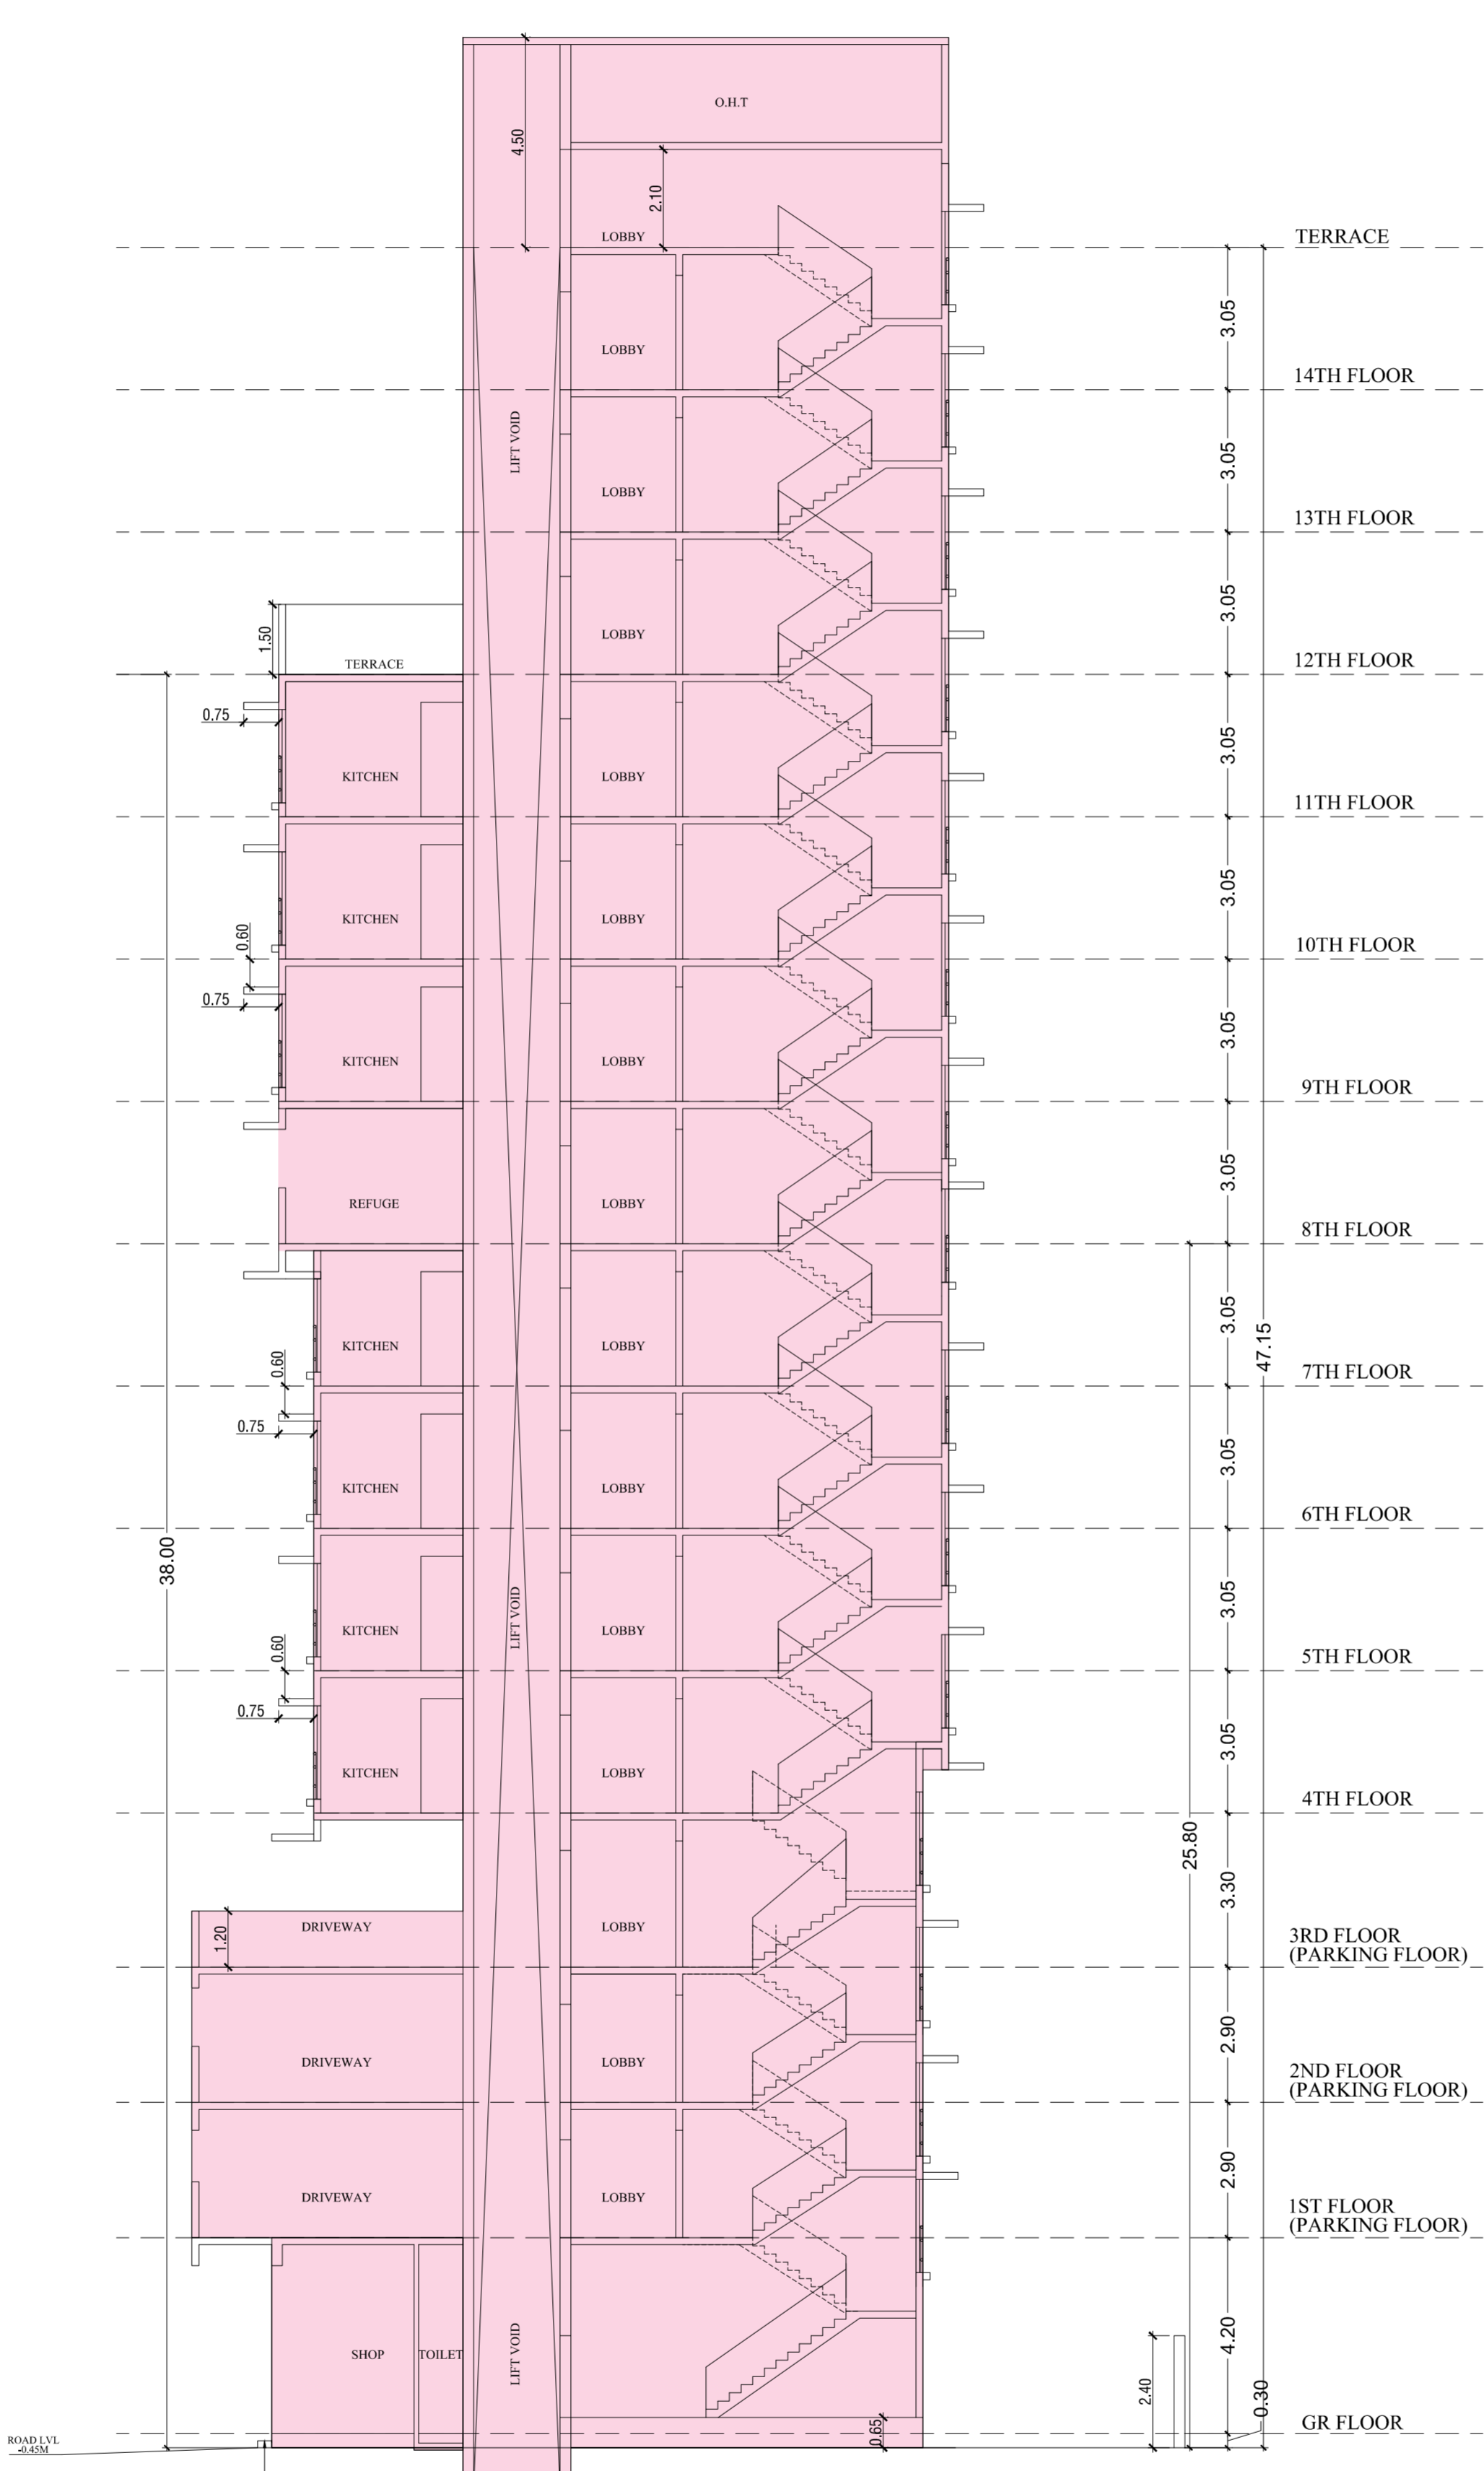 O.H.T
4.50
2.10
LOBBY
TERRACE
3.05
LOBBY
14TH FLOOR
LIFT VOID
3.05
LOBBY
13TH FLOOR
3.05
1.50
LOBBY
TERRACE
12TH FLOOR
0.75
3.05
KITCHEN
LOBBY
11TH FLOOR
3.05
KITCHEN
LOBBY
0.60
10TH FLOOR
0.75
3.05
KITCHEN
LOBBY
9TH FLOOR
3.05
REFUGE
LOBBY
8TH FLOOR
3.05
47.15
KITCHEN
LOBBY
0.60
7TH FLOOR
0.75
3.05
KITCHEN
LOBBY
6TH FLOOR
38.00
3.05
LIFT VOID
KITCHEN
LOBBY
0.60
5TH FLOOR
0.75
3.05
KITCHEN
LOBBY
4TH FLOOR
25.80
3.30
DRIVEWAY
1.20
LOBBY
3RD FLOOR
(PARKING FLOOR)
2.90
DRIVEWAY
LOBBY
2ND FLOOR
(PARKING FLOOR)
2.90
DRIVEWAY
LOBBY
1ST FLOOR
(PARKING FLOOR)
4.20
SHOP
TOILET
LIFT VOID
2.40
0.30
0.65
GR FLOOR
ROAD LVL
-0.45M